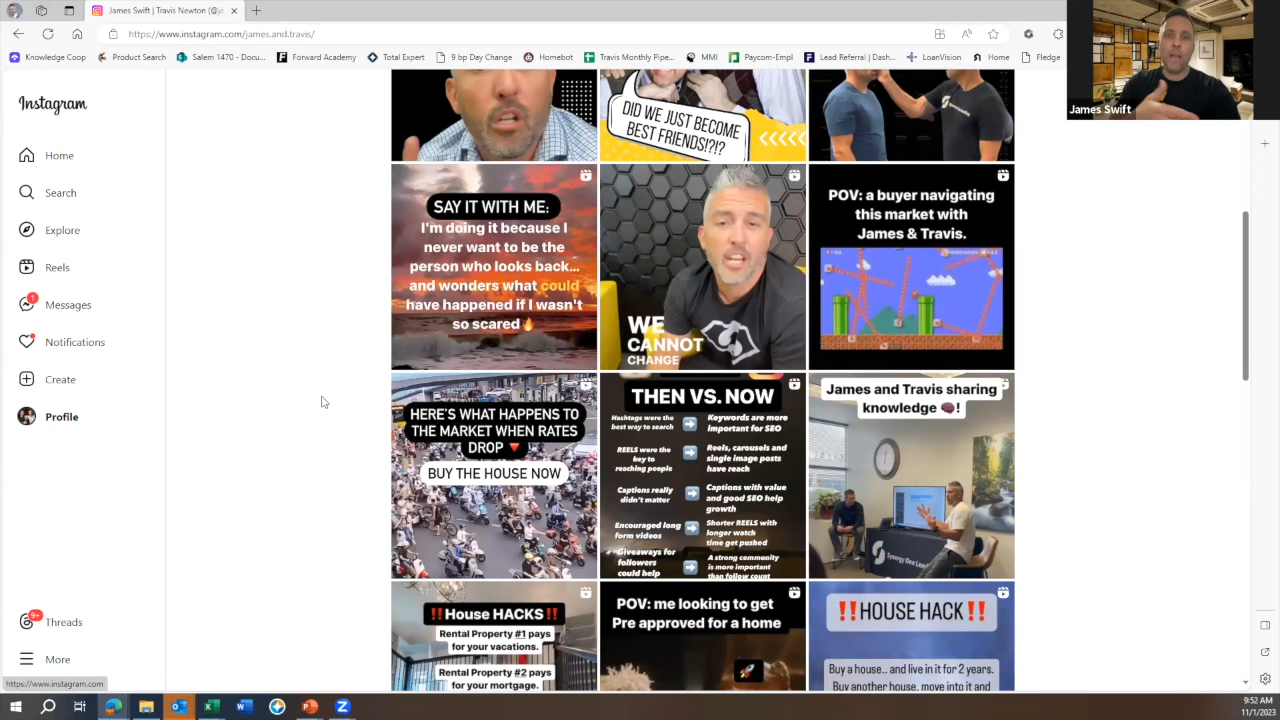 James Swift | Travis Newton (@ja
https://www.instagram.com/james.and.travis/
Knowledge Coop
Product Search
Salem 1470 - Docu...
Forward Academy
Total Expert
9 bp Day Change
Homebot
Travis Monthly Pipe...
MMI
Paycom-Empl
Lead Referral | Dash...
LoanVision
Home
Fledge
James Swift
Instagram
Home
Search
Explore
Reels
1
Messages
Notifications
Create
Profile
9+
Threads
More
https://www.instagram.com
DID WE JUST BECOME
BEST FRIENDS!?!?
SAY IT WITH ME:
I'm doing it because I
never want to be the
person who looks back...
and wonders what could
have happened if I wasn't
so scared🔥
WE
CANNOT
CHANGE
POV: a buyer navigating
this market with
James & Travis.
HERE'S WHAT HAPPENS TO
THE MARKET WHEN RATES
DROP 🔻
BUY THE HOUSE NOW
THEN VS. NOW
Hashtags were the
best way to search
➡️
Keywords are more
important for SEO
REELS were the
key to
reaching people
➡️
Reels, carousels and
single image posts
have reach
Captions really
didn't matter
➡️
Captions with value
and good SEO help
growth
Encouraged long
form videos
➡️
Shorter REELS with
longer watch
time get pushed
Giveaways for
followers
could help
➡️
A strong community
is more important
than follow count
James and Travis sharing
knowledge 🧠!
Synergy One Lend
‼️House HACKS‼️
Rental Property #1 pays
for your vacations.
Rental Property #2 pays
for your mortgage.
POV: me looking to get
Pre approved for a home
🚀
‼️HOUSE HACK‼️
Buy a house.. and live in it for 2 years.
Buy another house, move into it and
9:52 AM
11/1/2023